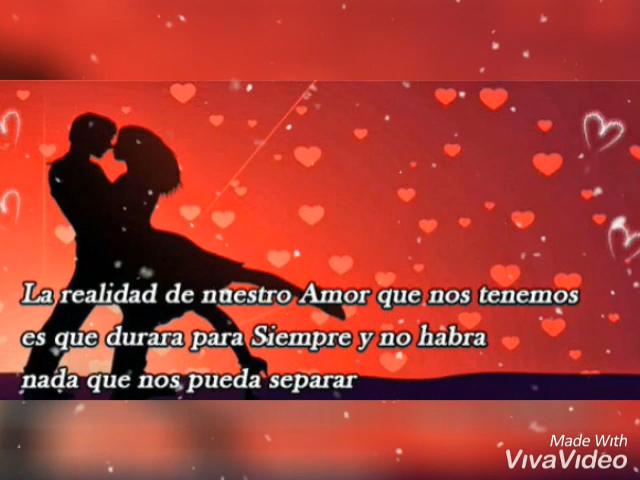 La realidad de nuestro Amor que nos tenemos
es que durara para Siempre y no habra
nada que nos pueda separar
Made With
VivaVideo